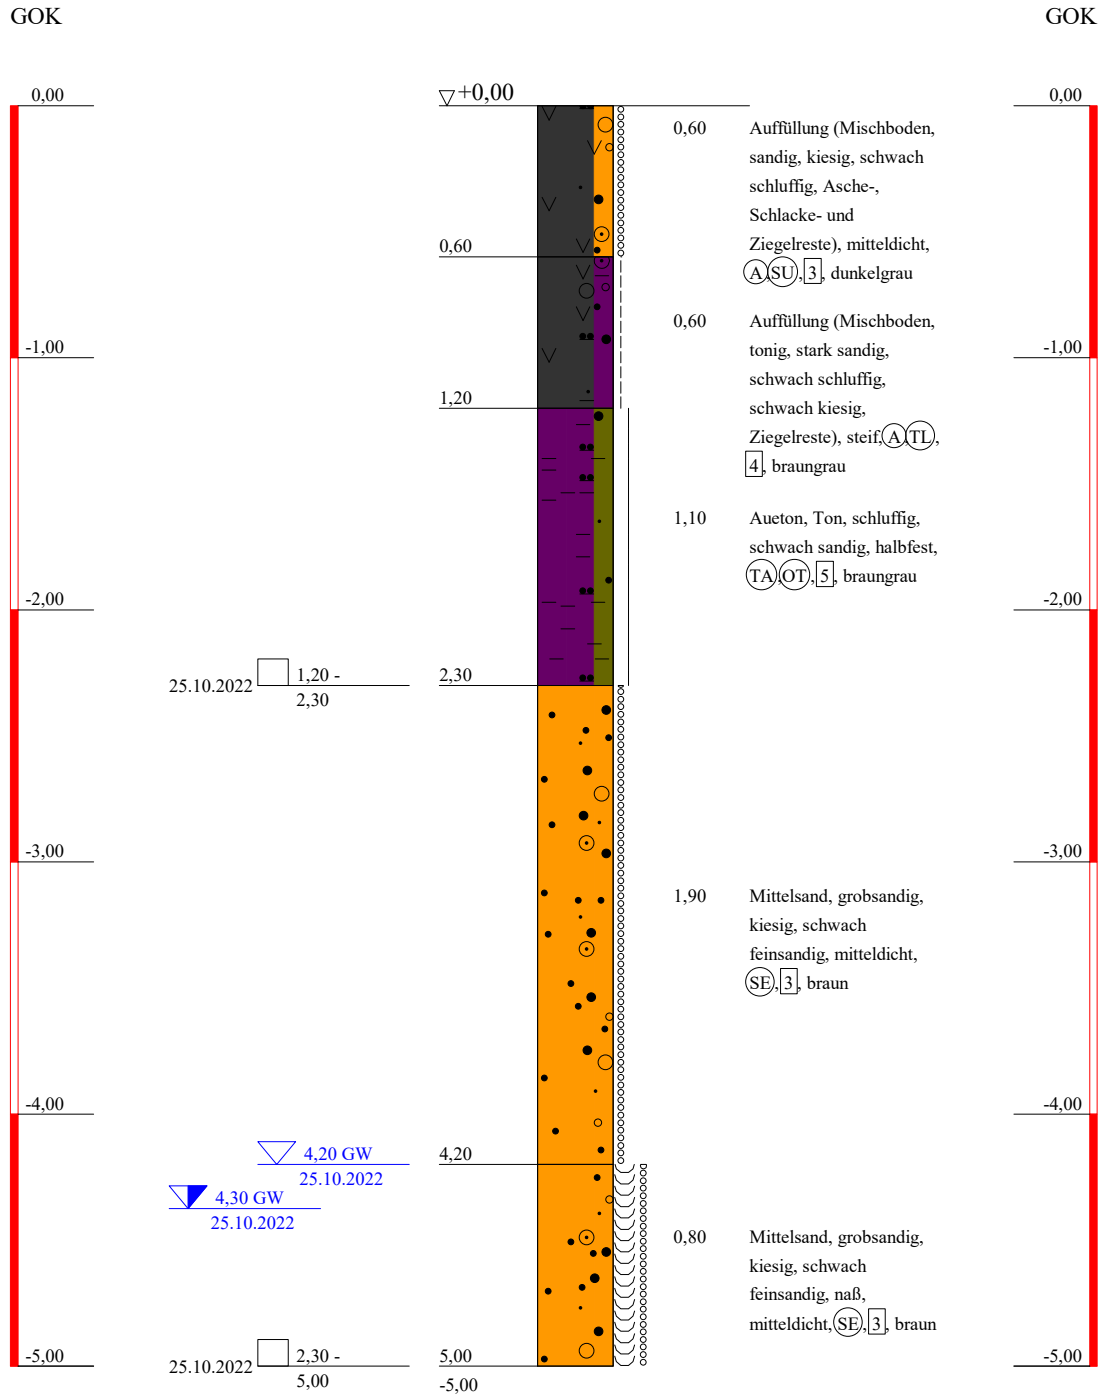 GOK
GOK
0,00
+0,00
0,00
0,60
Auffüllung (Mischboden,
sandig, kiesig, schwach
schluffig, Asche-,
Schlacke- und
Ziegelreste), mitteldicht,
A, SU, 3, dunkelgrau
0,60
0,60
Auffüllung (Mischboden,
tonig, stark sandig,
schwach schluffig,
schwach kiesig,
Ziegelreste), steif, A, TL,
4, braungrau
-1,00
-1,00
1,20
1,10
Aueton, Ton, schluffig,
schwach sandig, halbfest,
TA, OT, 5, braungrau
-2,00
-2,00
25.10.2022
1,20 -
2,30
2,30
-3,00
-3,00
1,90
Mittelsand, grobsandig,
kiesig, schwach
feinsandig, mitteldicht,
SE, 3, braun
-4,00
-4,00
4,20 GW
25.10.2022
4,20
4,30 GW
25.10.2022
0,80
Mittelsand, grobsandig,
kiesig, schwach
feinsandig, naß,
mitteldicht, SE, 3, braun
-5,00
25.10.2022
2,30 -
5,00
5,00
-5,00
-5,00